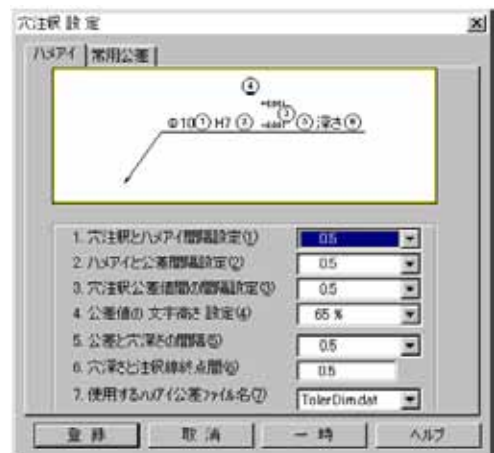 穴注釈 設定
ハメアイ 常用公差
④
Φ10① H7② ③ ⑤深さ⑥
1. 穴注釈とハメアイ間隔設定(1) 0.5
2. ハメアイと公差間隔設定(2) 0.5
3. 穴注釈公差値間の間隔設定(3) 0.5
4. 公差値の 文字高さ 設定(4) 65 %
5. 公差と穴深さの間隔(5) 0.5
6. 穴深さと注釈線終点間(6) 0.5
7. 使用するハメアイ公差ファイル名(7) TolerDim.dat
登録 取消 一時 ヘルプ